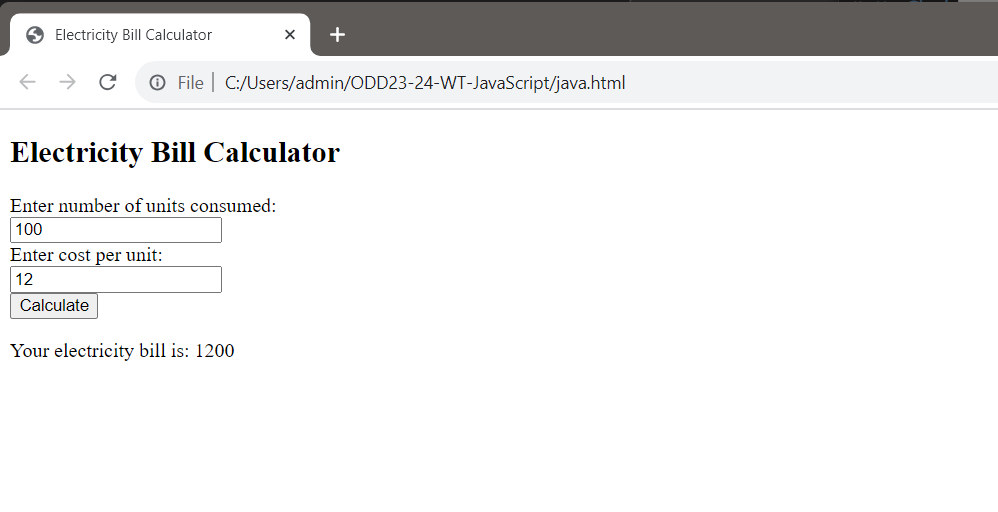 Electricity Bill Calculator
File | C:/Users/admin/ODD23-24-WT-JavaScript/java.html
Electricity Bill Calculator
Enter number of units consumed:
100
Enter cost per unit:
12
Calculate
Your electricity bill is: 1200